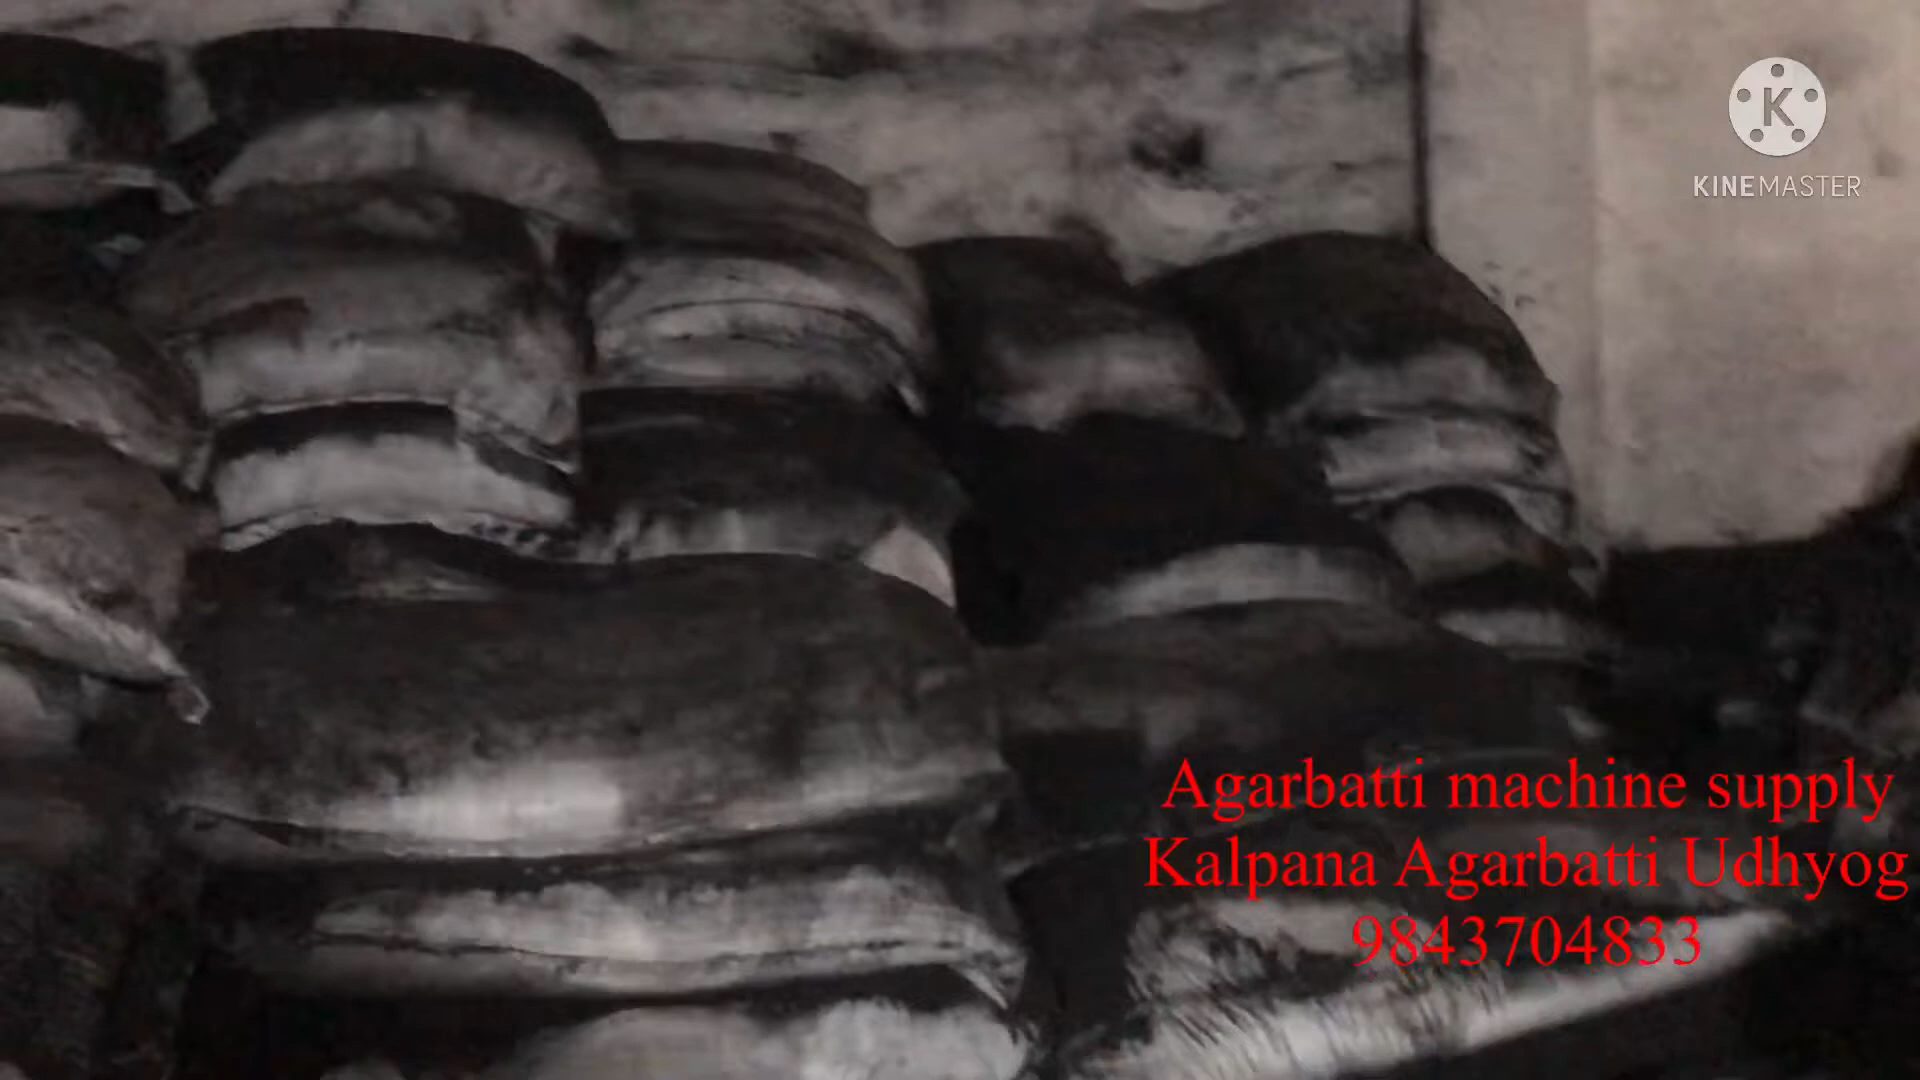 K
KINEMASTER
Agarbatti machine supply
Kalpana Agarbatti Udhyog
9843704833